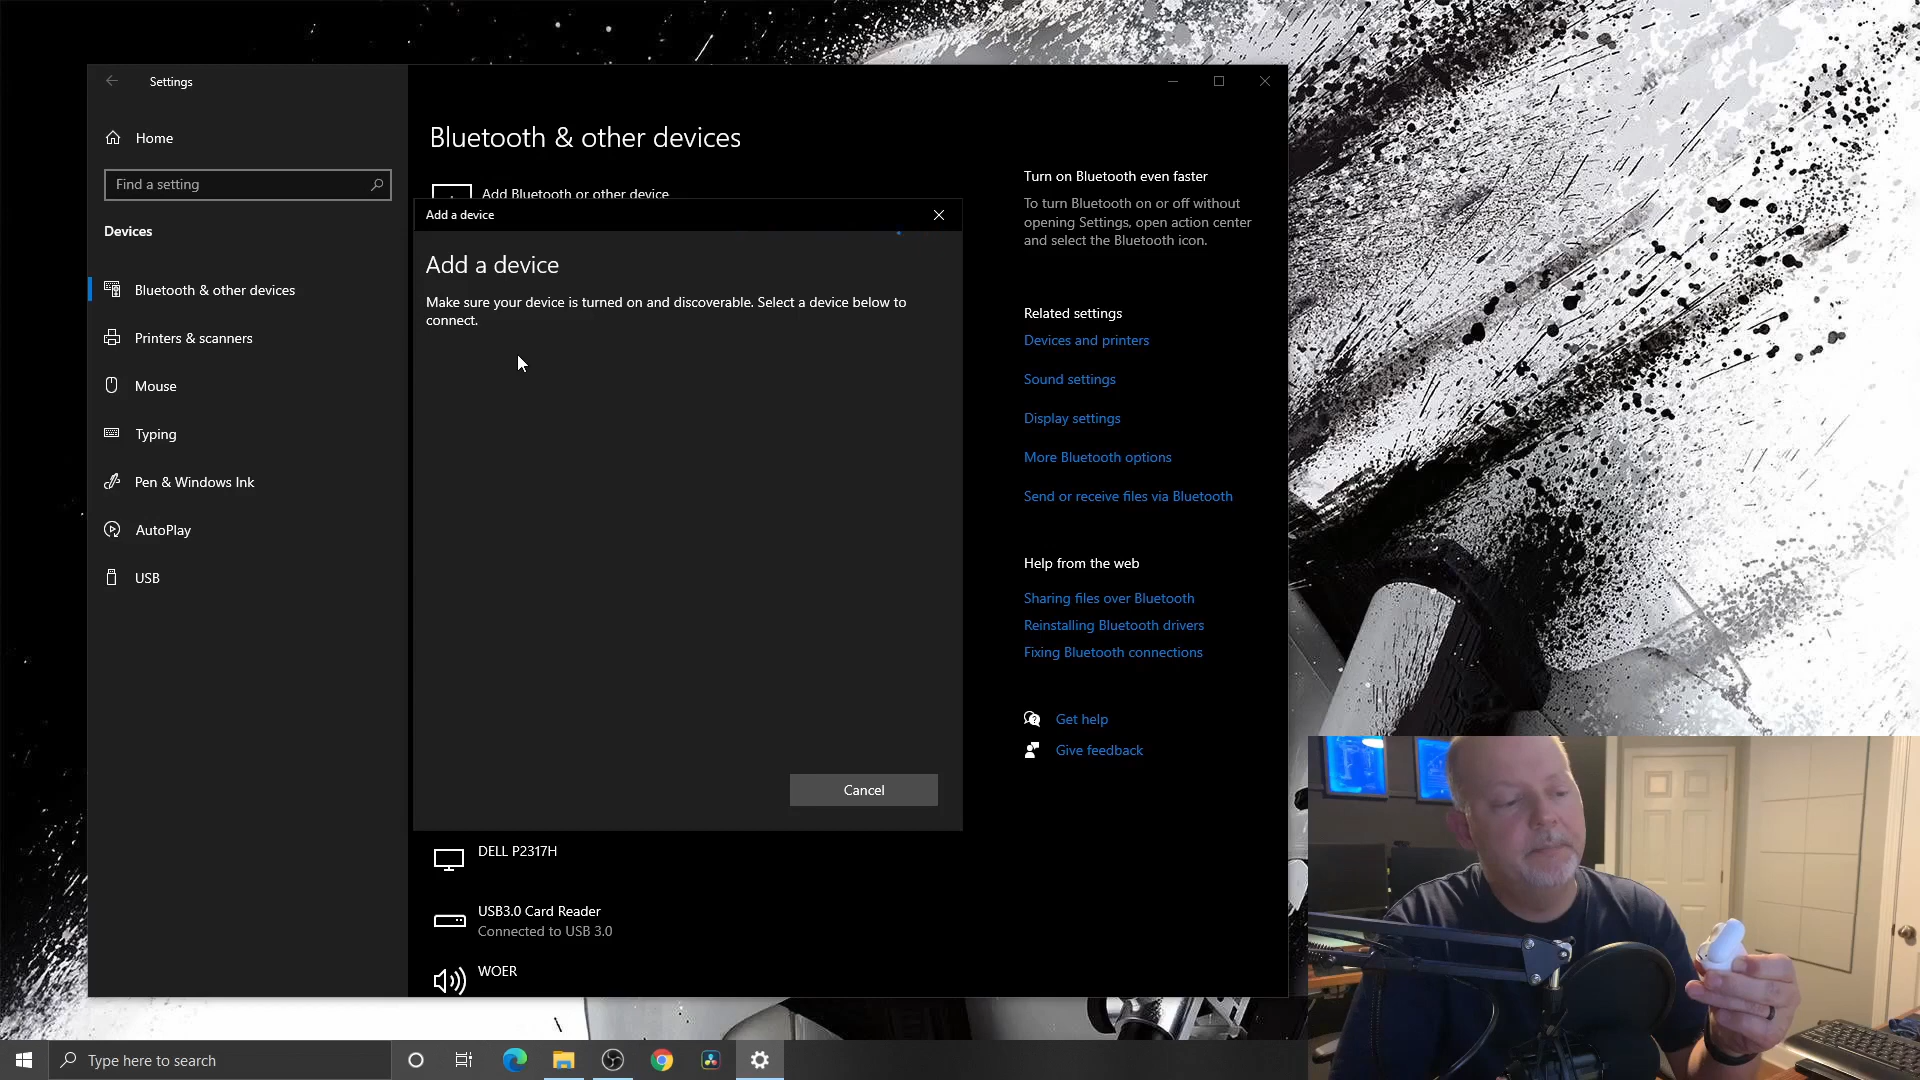 Settings
Home
Find a setting
Devices
Bluetooth & other devices
Printers & scanners
Mouse
Typing
Pen & Windows Ink
AutoPlay
USB
Bluetooth & other devices
Add Bluetooth or other device
Add a device
Add a device
Make sure your device is turned on and discoverable. Select a device below to
connect.
Cancel
DELL P2317H
USB3.0 Card Reader
Connected to USB 3.0
WOER
Turn on Bluetooth even faster
To turn Bluetooth on or off without
opening Settings, open action center
and select the Bluetooth icon.
Related settings
Devices and printers
Sound settings
Display settings
More Bluetooth options
Send or receive files via Bluetooth
Help from the web
Sharing files over Bluetooth
Reinstalling Bluetooth drivers
Fixing Bluetooth connections
Get help
Give feedback
Type here to search